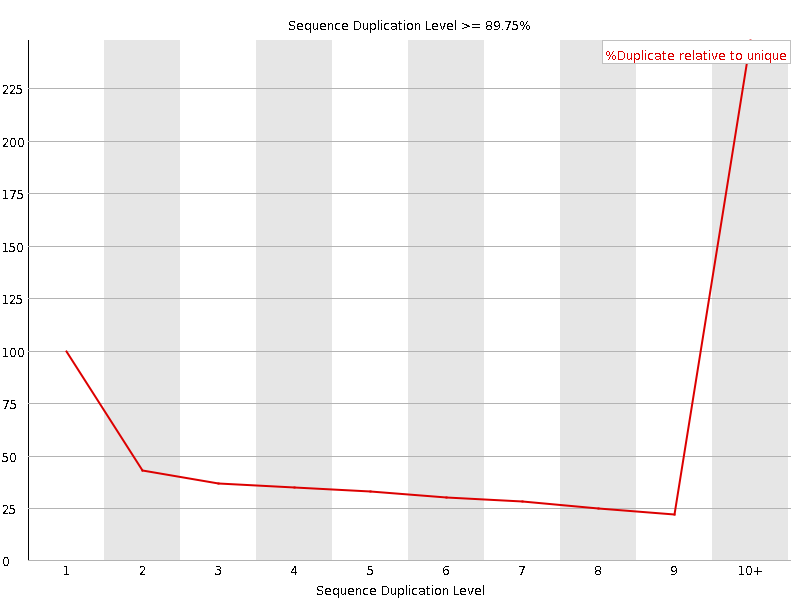 Sequence Duplication Level >= 89.75%
%Duplicate relative to unique
225
200
175
150
125
100
75
50
25
0
1 2 3 4 5 6 7 8 9 10+
Sequence Duplication Level